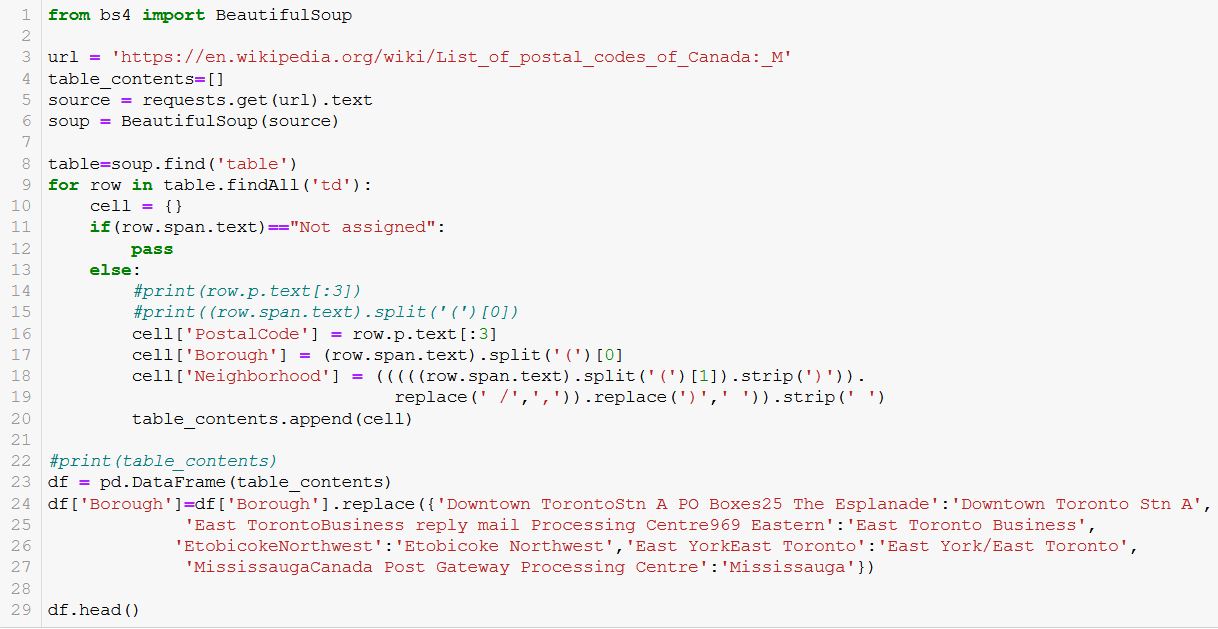 1 from bs4 import BeautifulSoup
2
3 url = 'https://en.wikipedia.org/wiki/List_of_postal_codes_of_Canada:_M'
4 table_contents=[]
5 source = requests.get(url).text
6 soup = BeautifulSoup(source)
7
8 table=soup.find('table')
9 for row in table.findAll('td'):
10     cell = {}
11     if(row.span.text)=="Not assigned":
12         pass
13     else:
14         #print(row.p.text[:3])
15         #print((row.span.text).split('(')[0])
16         cell['PostalCode'] = row.p.text[:3]
17         cell['Borough'] = (row.span.text).split('(')[0]
18         cell['Neighborhood'] = (((((row.span.text).split('(')[1]).strip(')')).
19                                  replace(' /',',')).replace(')',' ')).strip(' ')
20         table_contents.append(cell)
21
22 #print(table_contents)
23 df = pd.DataFrame(table_contents)
24 df['Borough']=df['Borough'].replace({'Downtown TorontoStn A PO Boxes25 The Esplanade':'Downtown Toronto Stn A',
25              'East TorontoBusiness reply mail Processing Centre969 Eastern':'East Toronto Business',
26             'EtobicokeNorthwest':'Etobicoke Northwest','East YorkEast Toronto':'East York/East Toronto',
27              'MississaugaCanada Post Gateway Processing Centre':'Mississauga'})
28
29 df.head()